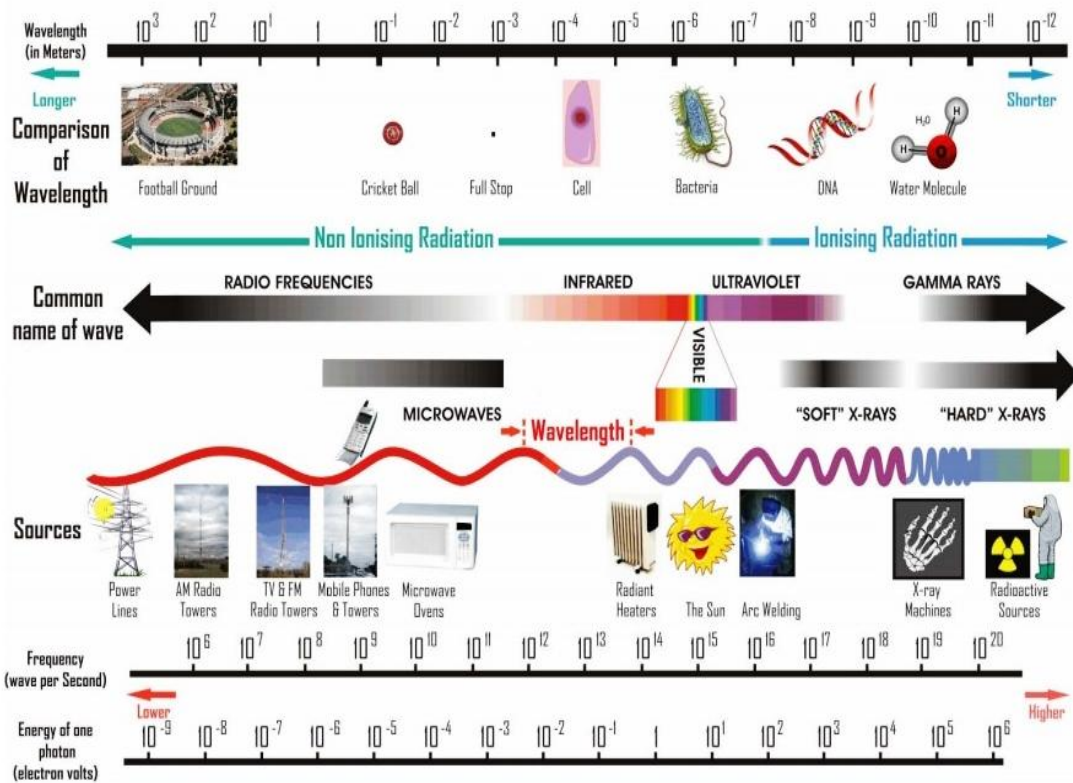 Wavelength
(in Meters)
10³ 10² 10¹ 1 10⁻¹ 10⁻² 10⁻³ 10⁻⁴ 10⁻⁵ 10⁻⁶ 10⁻⁷ 10⁻⁸ 10⁻⁹ 10⁻¹⁰ 10⁻¹¹ 10⁻¹²
Longer
Shorter
Comparison
of
Wavelength
H₂O
H
H
O
Football Ground
Cricket Ball
Full Stop
Cell
Bacteria
DNA
Water Molecule
Non Ionising Radiation
Ionising Radiation
Common
name of wave
RADIO FREQUENCIES
INFRARED
ULTRAVIOLET
GAMMA RAYS
VISIBLE
MICROWAVES
"SOFT" X-RAYS
"HARD" X-RAYS
Wavelength
Sources
Power
Lines
AM Radio
Towers
TV & FM
Radio Towers
Mobile Phones
& Towers
Microwave
Ovens
Radiant
Heaters
The Sun
Arc Welding
X-ray
Machines
Radioactive
Sources
Frequency
(wave per Second)
10⁶ 10⁷ 10⁸ 10⁹ 10¹⁰ 10¹¹ 10¹² 10¹³ 10¹⁴ 10¹⁵ 10¹⁶ 10¹⁷ 10¹⁸ 10¹⁹ 10²⁰
Lower
Higher
Energy of one
photon
(electron volts)
10⁻⁹ 10⁻⁸ 10⁻⁷ 10⁻⁶ 10⁻⁵ 10⁻⁴ 10⁻³ 10⁻² 10⁻¹ 1 10¹ 10² 10³ 10⁴ 10⁵ 10⁶